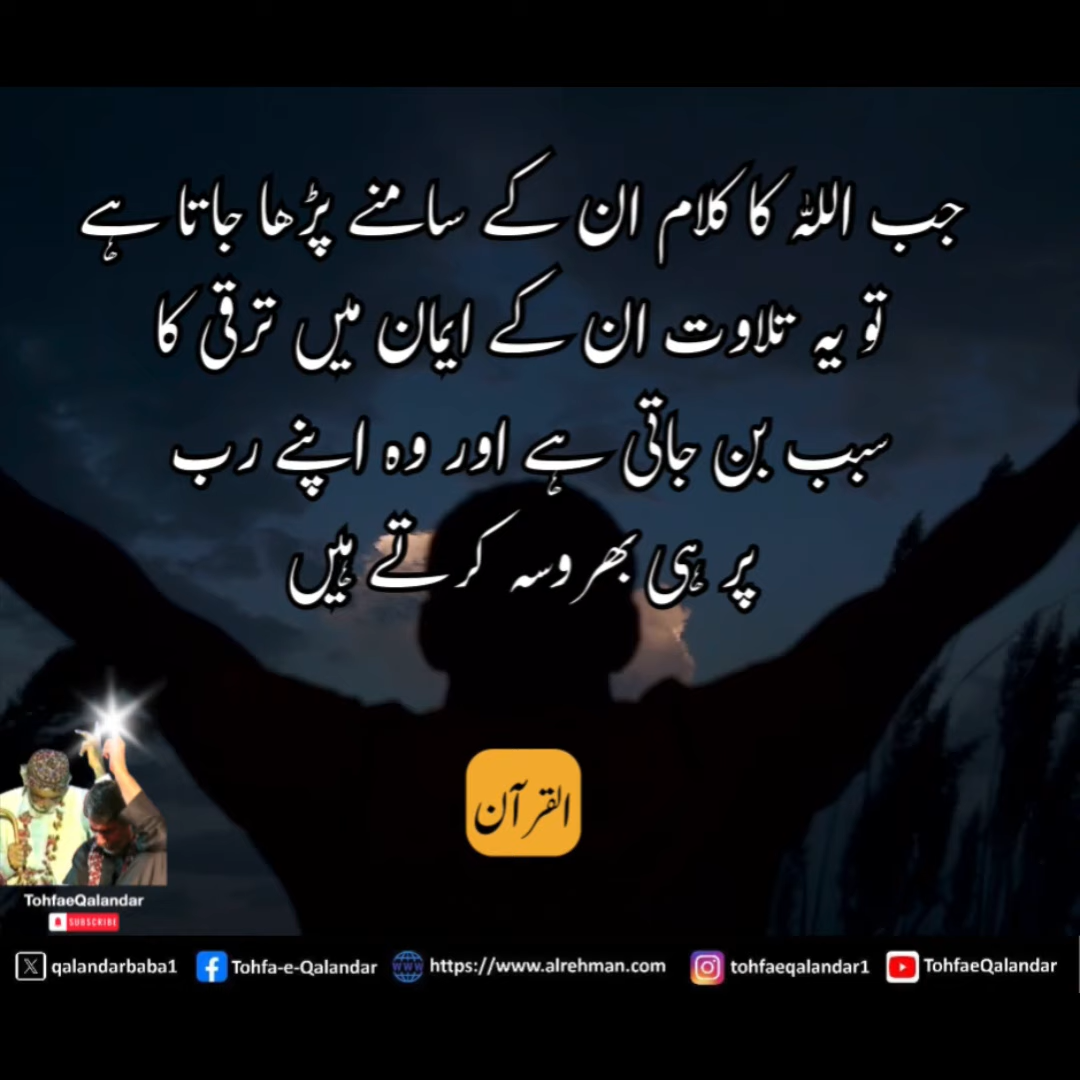 جب اللہ کا کلام ان کے سامنے پڑھا جاتا ہے
تو یہ تلاوت ان کے ایمان میں ترقی کا
سبب بن جاتی ہے اور وہ اپنے رب
پر ہی بھروسہ کرتے ہیں
القرآن
TohfaeQalandar
SUBSCRIBE
qalandarbaba1 Tohfa-e-Qalandar www https://www.alrehman.com tohfaeqalandar1 TohfaeQalandar